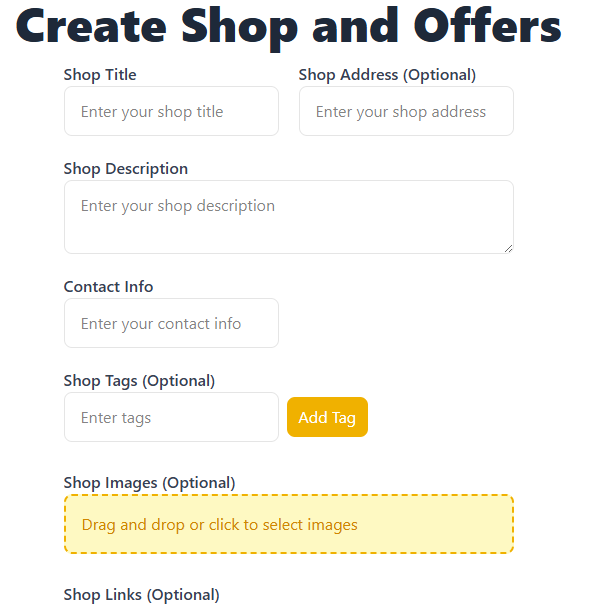 Create Shop and Offers
Shop Title Shop Address (Optional)
Enter your shop title Enter your shop address
Shop Description
Enter your shop description
Contact Info
Enter your contact info
Shop Tags (Optional)
Enter tags Add Tag
Shop Images (Optional)
Drag and drop or click to select images
Shop Links (Optional)